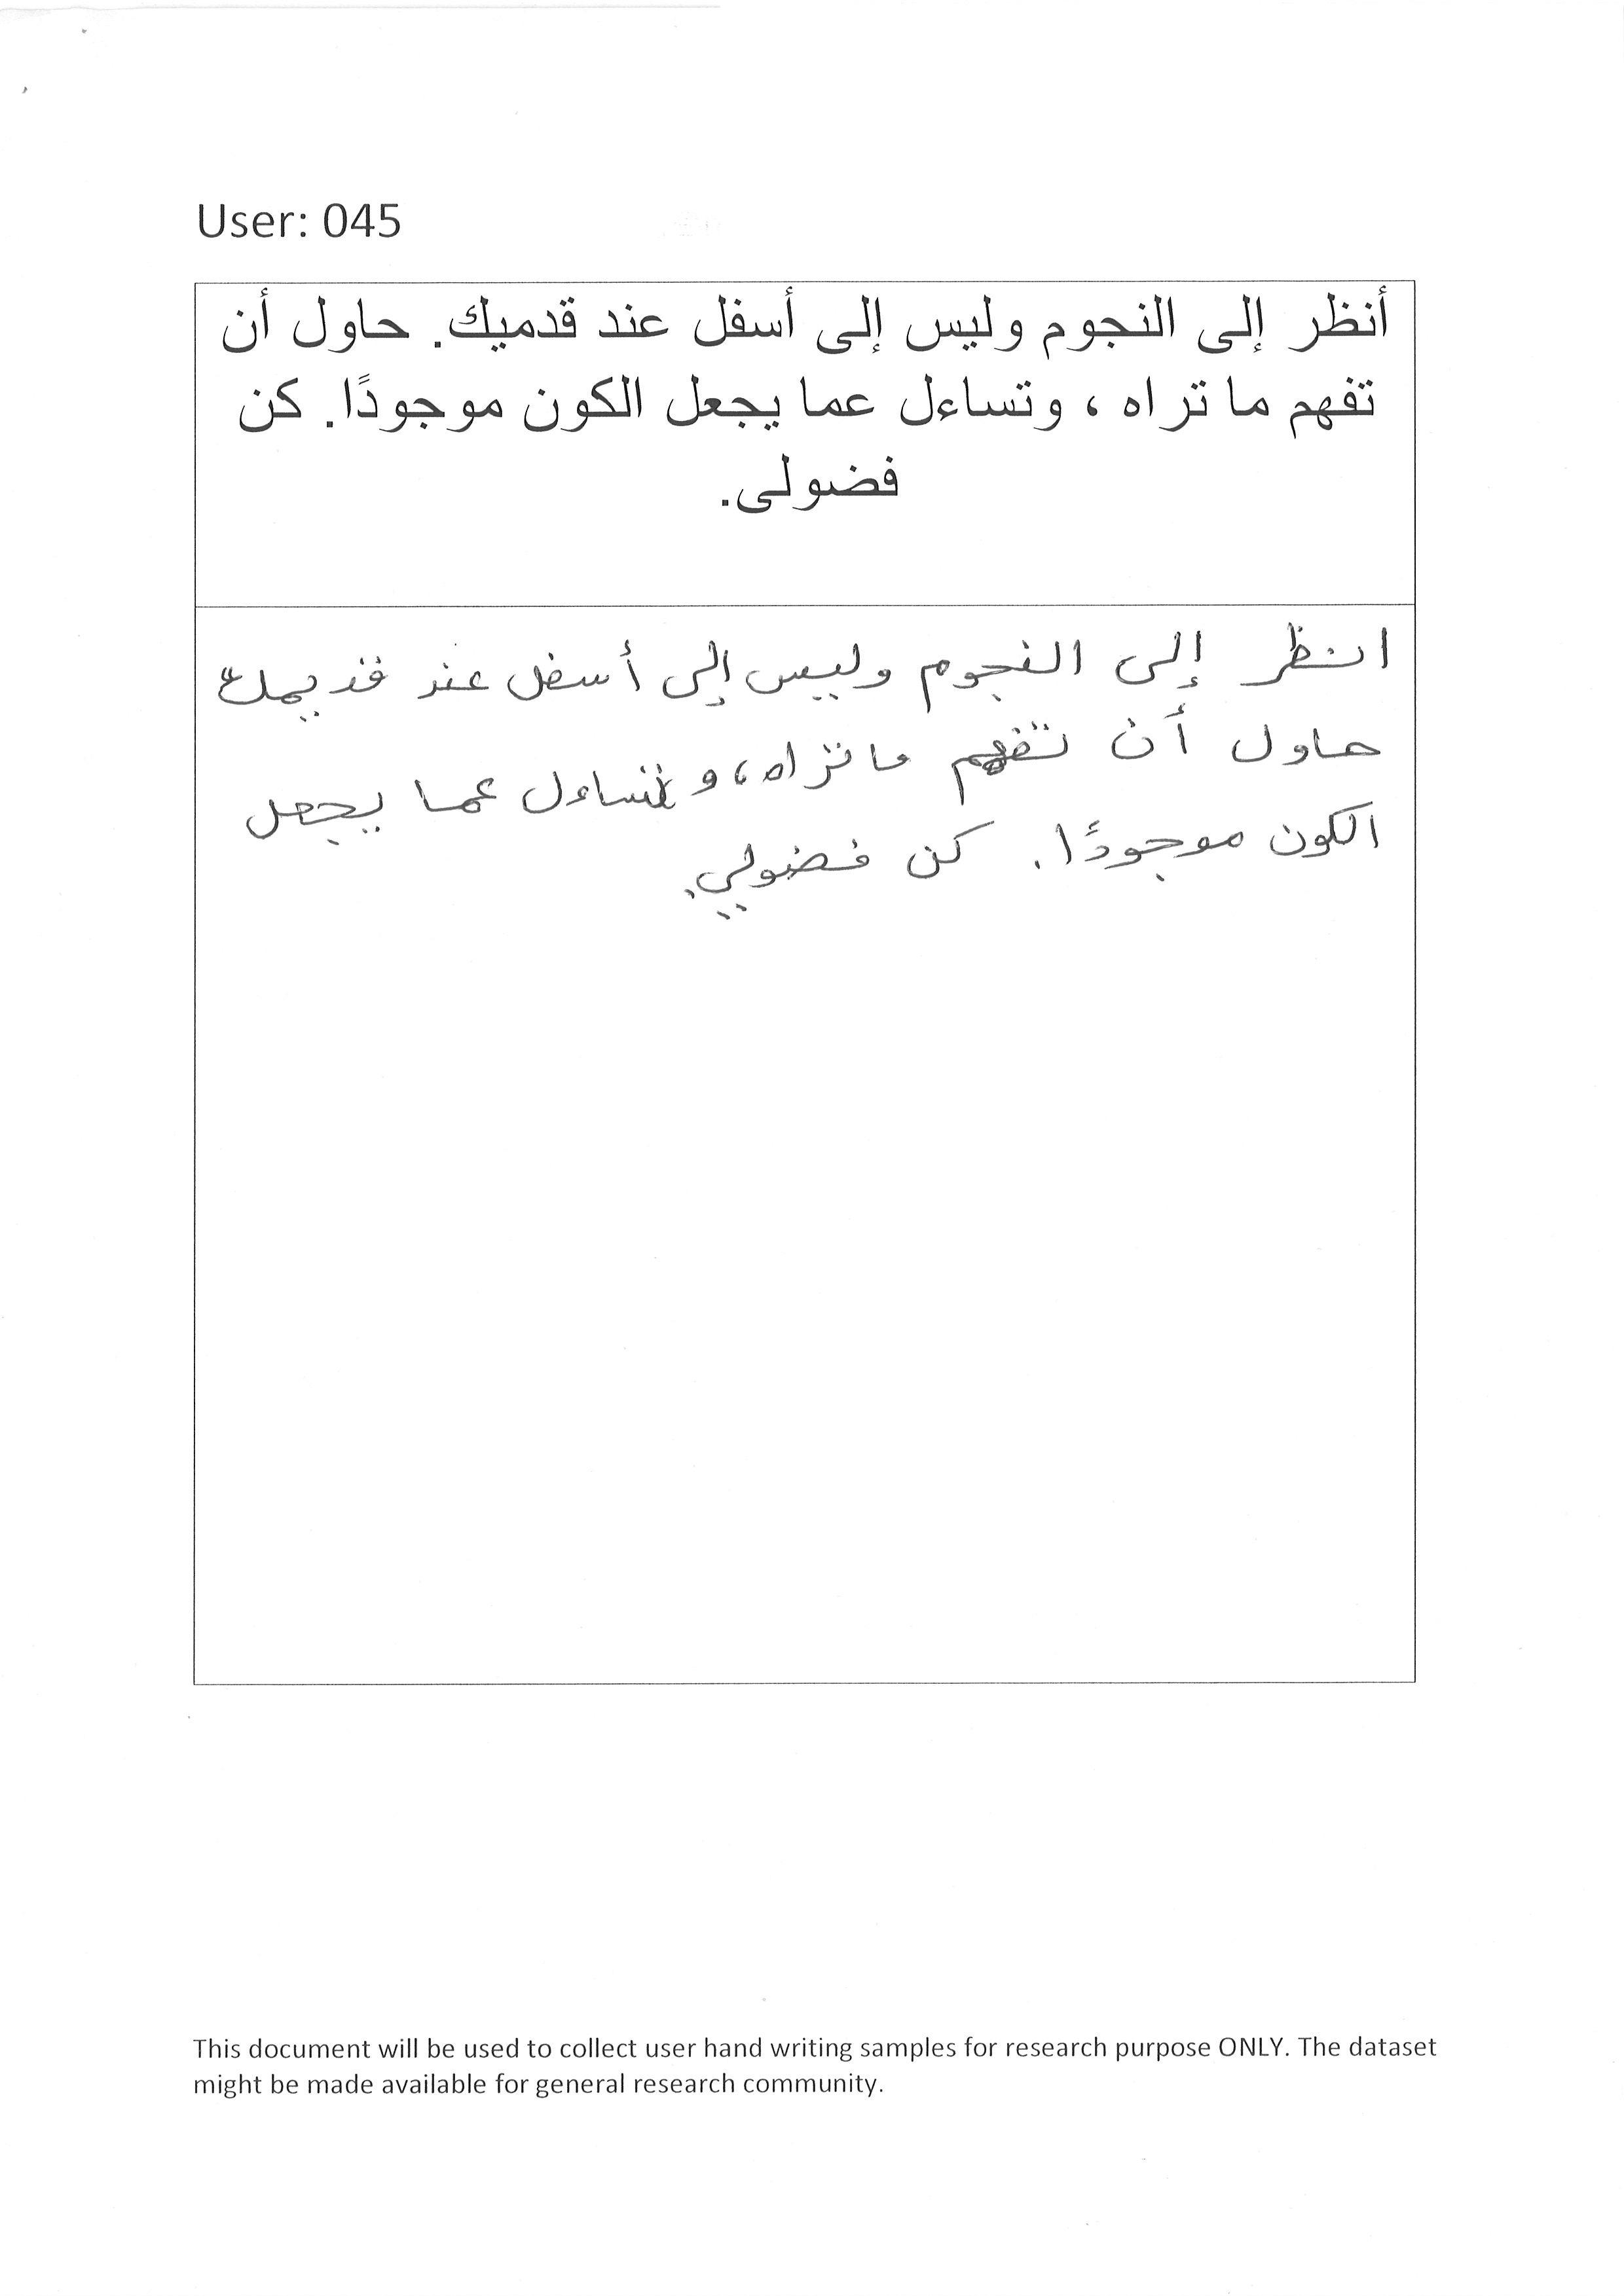 User: 045
أنظر إلى النجوم وليس إلى أسفل عند قدميك. حاول أن
تفهم ما تراه ، وتساءل عما يجعل الكون موجودًا. كن
فضولى.
انظر إلى النجوم وليس إلى أسفل عند قديمك
حاول أن تفهم ما تراه، و تتساءل عما يجعل
الكون موجودًا. كن فضولي.
This document will be used to collect user hand writing samples for research purpose ONLY. The dataset
might be made available for general research community.